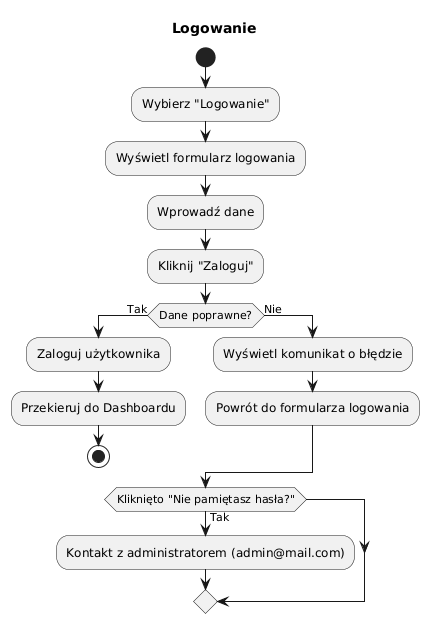 Logowanie
Wybierz "Logowanie"
Wyświetl formularz logowania
Wprowadź dane
Kliknij "Zaloguj"
Dane poprawne?
Tak
Nie
Zaloguj użytkownika
Wyświetl komunikat o błędzie
Przekieruj do Dashboardu
Powrót do formularza logowania
Kliknięto "Nie pamiętasz hasła?"
Tak
Kontakt z administratorem (admin@mail.com)